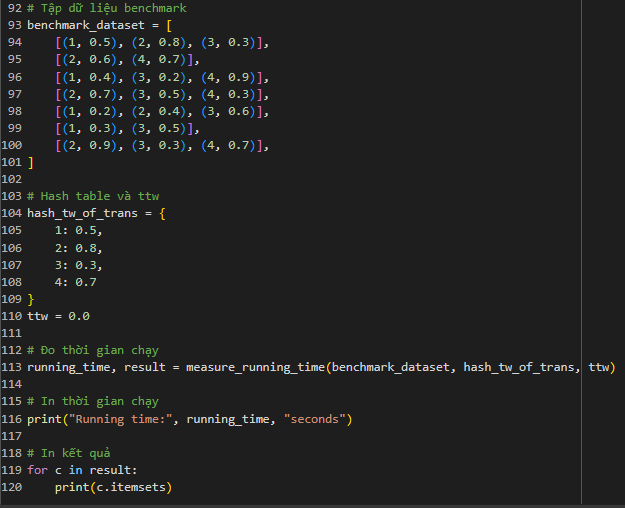 92 # Tập dữ liệu benchmark
93 benchmark_dataset = [
94     [(1, 0.5), (2, 0.8), (3, 0.3)],
95     [(2, 0.6), (4, 0.7)],
96     [(1, 0.4), (3, 0.2), (4, 0.9)],
97     [(2, 0.7), (3, 0.5), (4, 0.3)],
98     [(1, 0.2), (2, 0.4), (3, 0.6)],
99     [(1, 0.3), (3, 0.5)],
100     [(2, 0.9), (3, 0.3), (4, 0.7)],
101 ]
102
103 # Hash table và ttw
104 hash_tw_of_trans = {
105     1: 0.5,
106     2: 0.8,
107     3: 0.3,
108     4: 0.7
109 }
110 ttw = 0.0
111
112 # Đo thời gian chạy
113 running_time, result = measure_running_time(benchmark_dataset, hash_tw_of_trans, ttw)
114
115 # In thời gian chạy
116 print("Running time:", running_time, "seconds")
117
118 # In kết quả
119 for c in result:
120     print(c.itemsets)